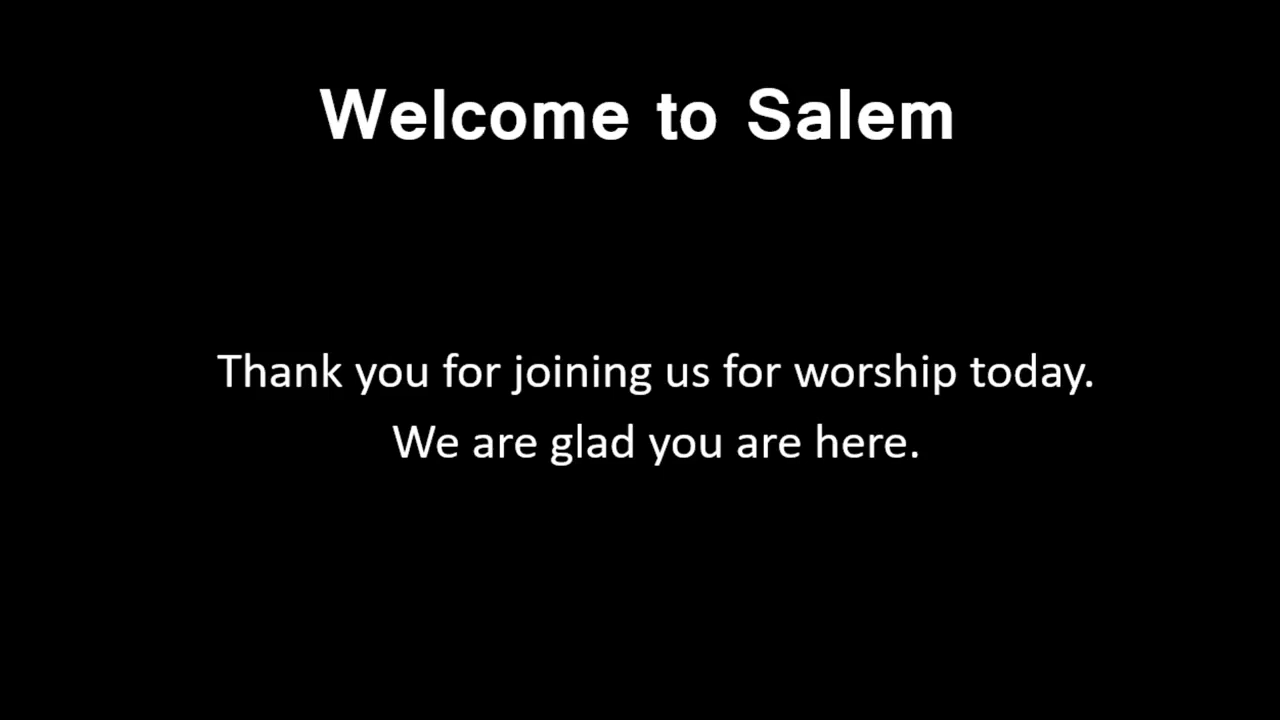 Welcome to Salem
Thank you for joining us for worship today.
We are glad you are here.